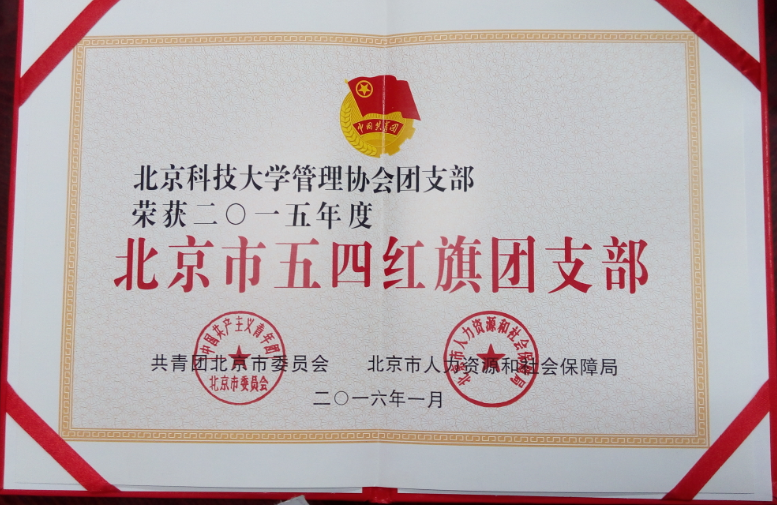 中国共青团
北京科技大学管理协会团支部
荣获二〇一五年度
北京市五四红旗团支部
共青团北京市委员会
北京市人力资源和社会保障局
二〇一六年一月
中国共产主义青年团
北京市委员会
北京市人力资源和社会保障局